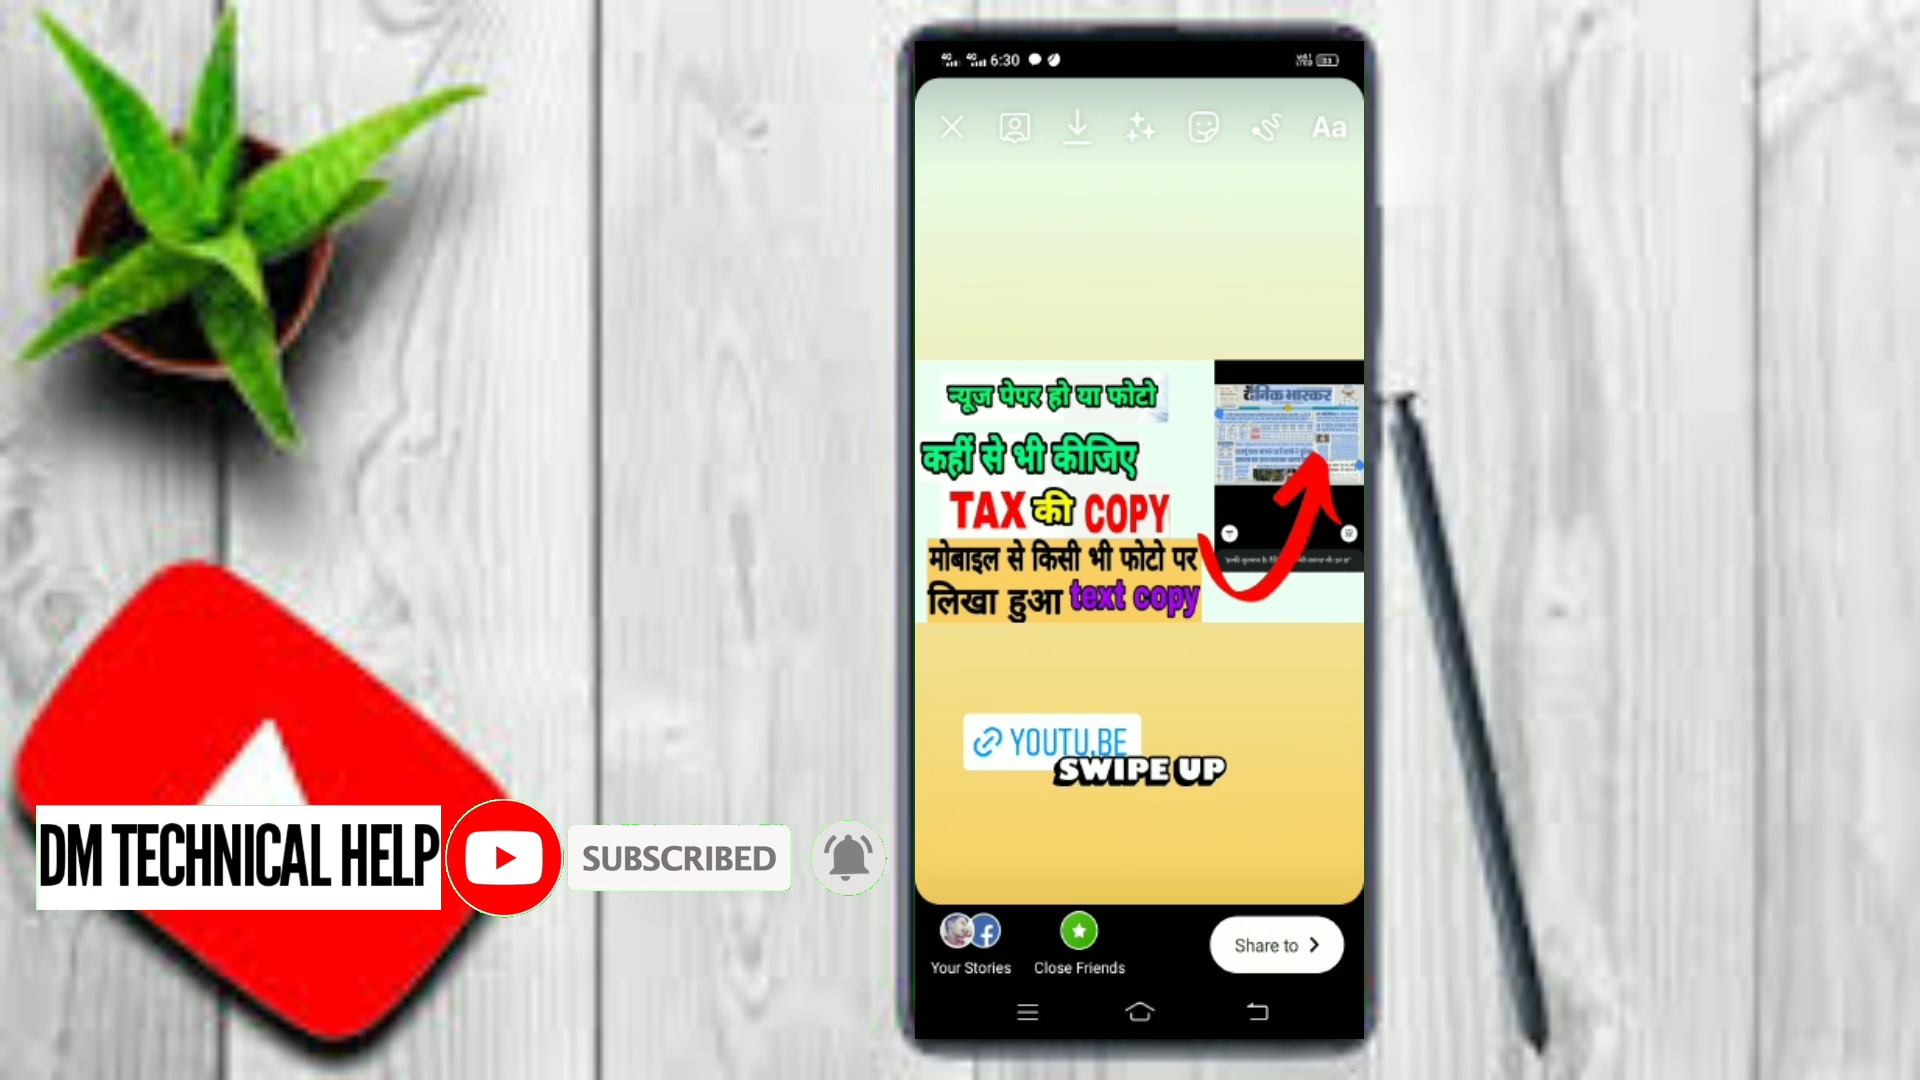 6:30
Aa
न्यूज पेपर हो या फोटो
कहीं से भी कीजिए
TAX की COPY
मोबाइल से किसी भी फोटो पर
लिखा हुआ text copy
दैनिक भास्कर
YOUTU.BE
SWIPE UP
DM TECHNICAL HELP
SUBSCRIBED
Your Stories
Close Friends
Share to